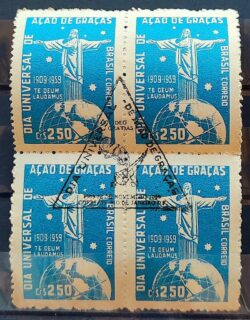 AÇÃO DE GRAÇAS
DIA UNIVERSAL DE
1909-1959
TE DEUM
LAUDAMUS
BRASIL CORREIO
CR$ 2,50
AÇÃO DE GRAÇAS
DIA UNIVERSAL DE
1909-1959
TE DEUM
LAUDAMUS
BRASIL CORREIO
CR$ 2,50
AÇÃO DE GRAÇAS
DIA UNIVERSAL DE
1909-1959
TE DEUM
LAUDAMUS
BRASIL CORREIO
CR$ 2,50
AÇÃO DE GRAÇAS
DIA UNIVERSAL DE
1909-1959
TE DEUM
LAUDAMUS
BRASIL CORREIO
CR$ 2,50
DEO
GRATIAS